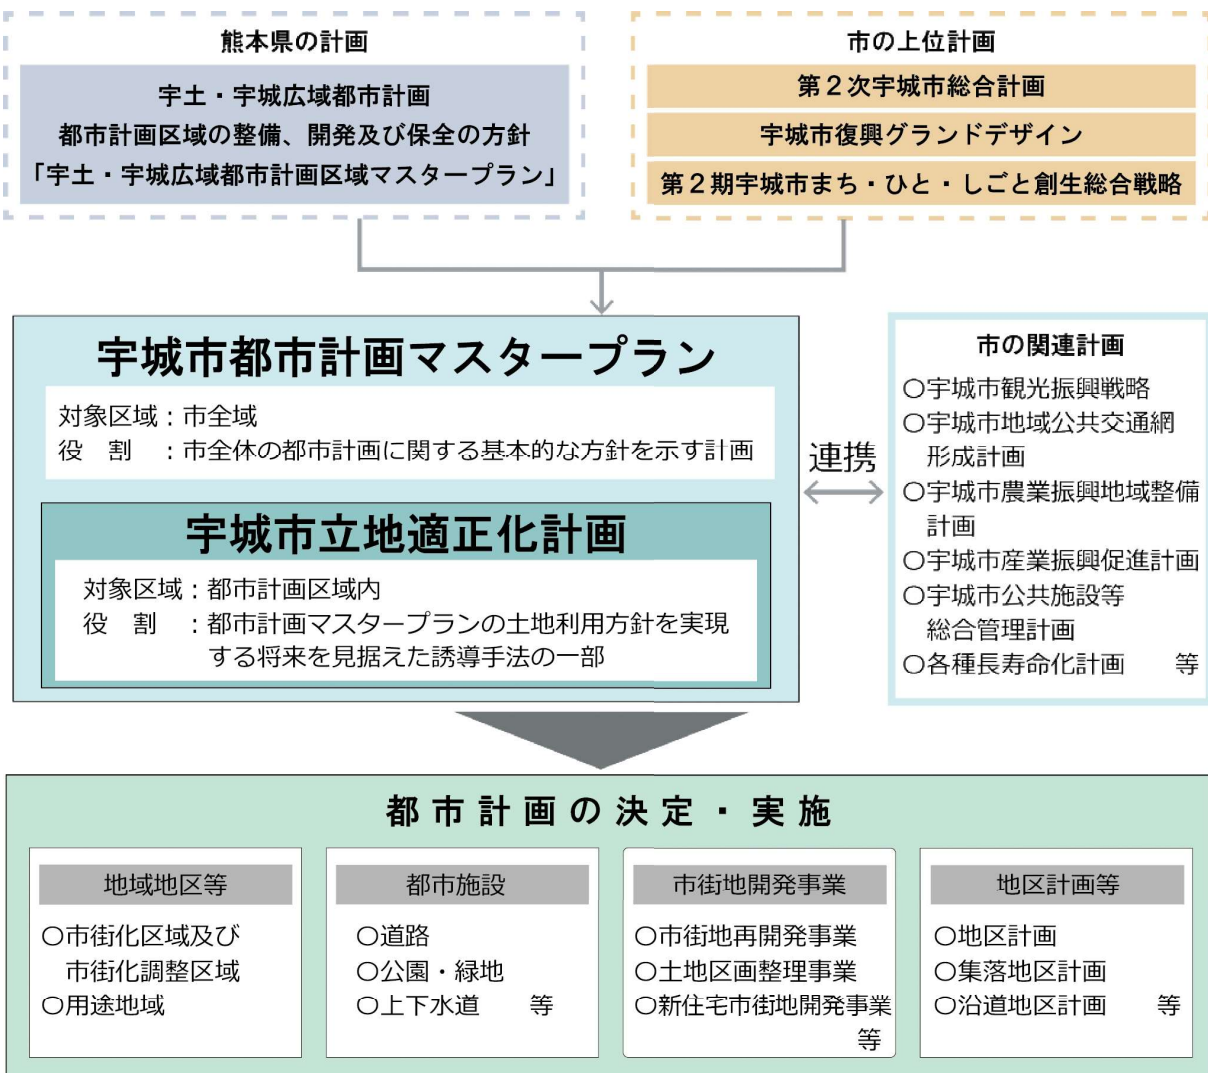 熊本県の計画
宇土・宇城広域都市計画
都市計画区域の整備、開発及び保全の方針
「宇土・宇城広域都市計画区域マスタープラン」
市の上位計画
第２次宇城市総合計画
宇城市復興グランドデザイン
第２期宇城市まち・ひと・しごと創生総合戦略
宇城市都市計画マスタープラン
対象区域：市全域
役　割　：市全休の都市計画に関する基本的な方針を示す計画
宇城市立地適正化計画
対象区域：都市計画区域内
役　割　：都市計画マスタープランの土地利用方針を実現
する将来を見据えた誘導手法の一部
連携
市の関連計画
○宇城市観光振興戦略
○宇城市地域公共交通網
形成計画
○宇城市農業振興地域整備
計画
○宇城市産業振興促進計画
○宇城市公共施設等
総合管理計画
○各種長寿命化計画　等
都市計画の決定・実施
地域地区等
○市街化区域及び
市街化調整区域
○用途地域
都市施設
○道路
○公園・緑地
○上下水道　等
市街地開発事業
○市街地再開発事業
○土地区画整理事業
○新住宅市街地開発事業
等
地区計画等
○地区計画
○集落地区計画
○沿道地区計画　等